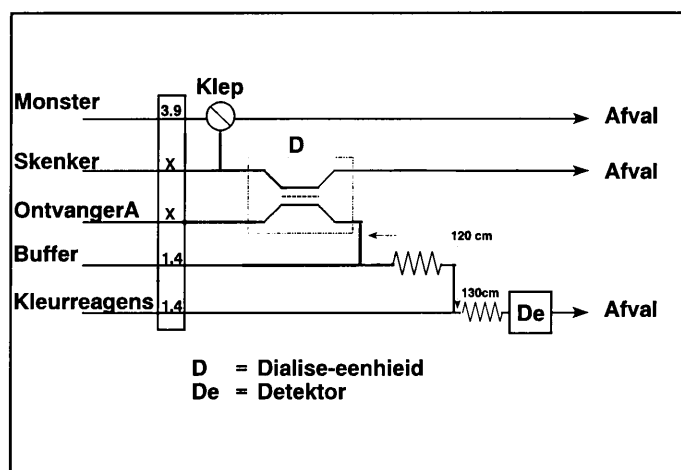 Klep
Monster 3.9 Afval
D
Skenker X Afval
OntvangerA X
120 cm
Buffer 1.4
130cm
Kleurreagens 1.4 De Afval
D = Dialise-eenhieid
De = Detektor